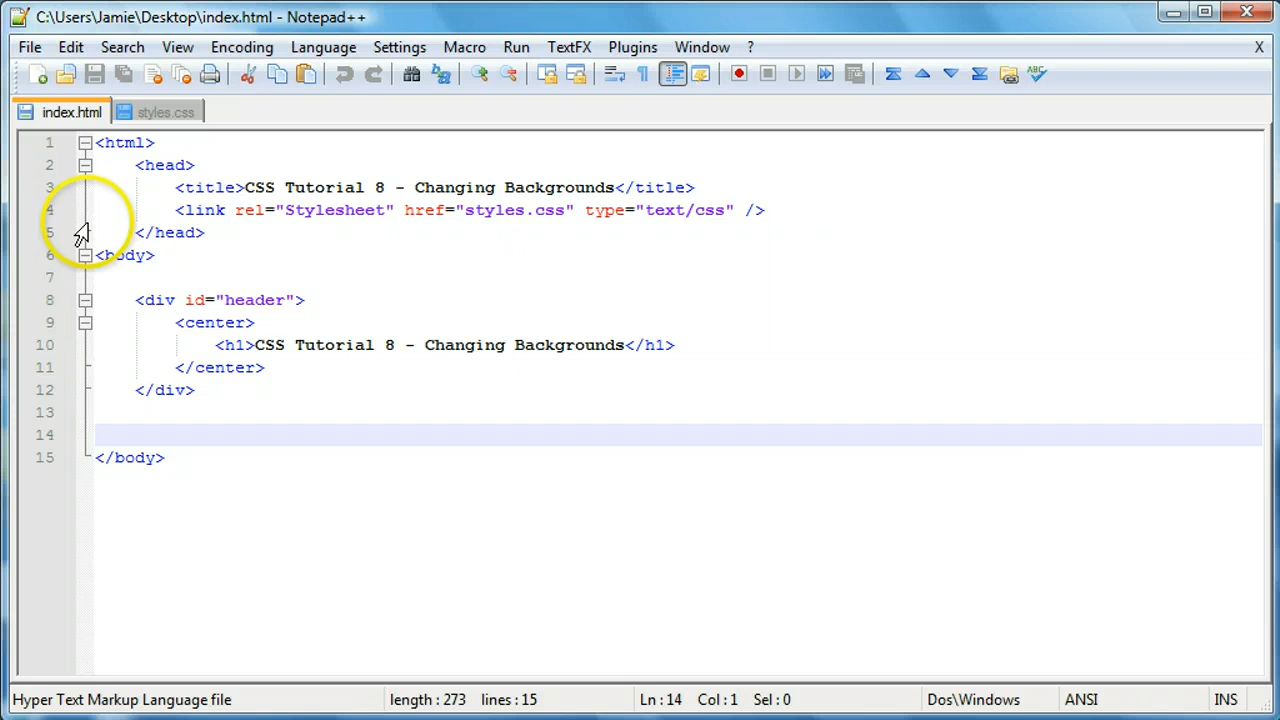 C:\Users\Jamie\Desktop\index.html - Notepad++
File Edit Search View Encoding Language Settings Macro Run TextFX Plugins Window ? X
index.html styles.css
1 <html>
2 <head>
3 <title>CSS Tutorial 8 - Changing Backgrounds</title>
4 <link rel="Stylesheet" href="styles.css" type="text/css" />
5 </head>
6 <body>
7
8 <div id="header">
9 <center>
10 <h1>CSS Tutorial 8 - Changing Backgrounds</h1>
11 </center>
12 </div>
13
14
15 </body>
Hyper Text Markup Language file length : 273 lines : 15 Ln : 14 Col : 1 Sel : 0 Dos\Windows ANSI INS